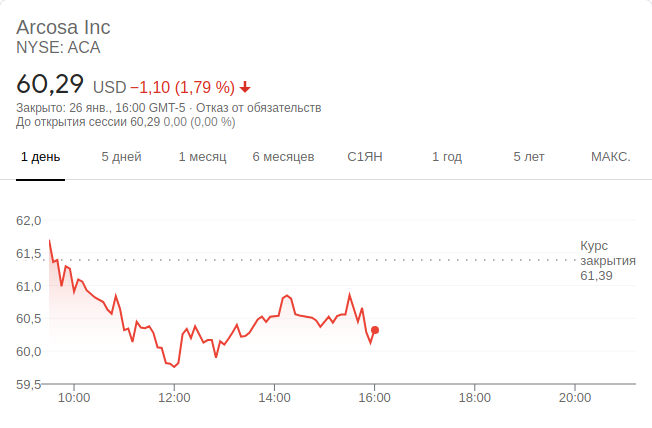 Arcosa Inc
NYSE: ACA
60,29 USD −1,10 (1,79 %)
Закрыто: 26 янв., 16:00 GMT-5 · Отказ от обязательств
До открытия сессии 60,29 0,00 (0,00 %)
1 день 5 дней 1 месяц 6 месяцев С1ЯН 1 год 5 лет МАКС.
62,0
61,5
61,0
60,5
60,0
59,5
Курс
закрытия
61,39
10:00 12:00 14:00 16:00 18:00 20:00